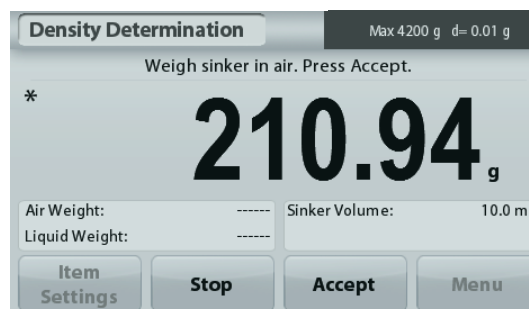 Density Determination
Max 4200 g d= 0.01 g
Weigh sinker in air. Press Accept.
*
210.94 g
Air Weight: ------
Sinker Volume: 10.0 m
Liquid Weight: ------
Item Settings
Stop
Accept
Menu